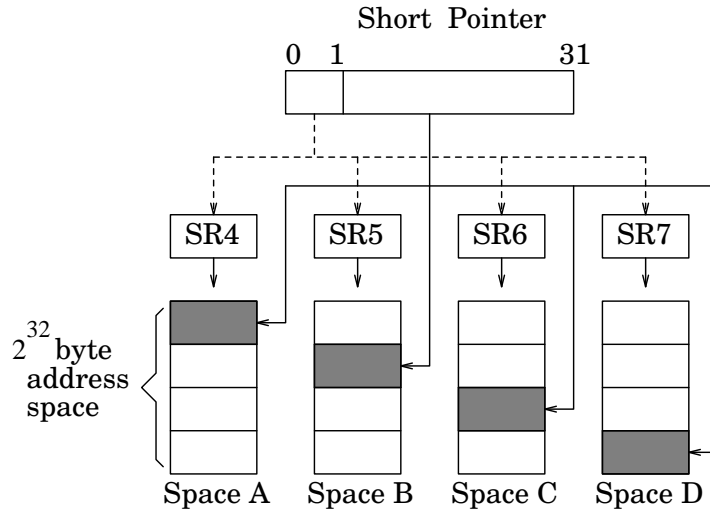 Short Pointer
0 1 31
SR4 SR5 SR6 SR7
2^32 byte
address
space
Space A Space B Space C Space D